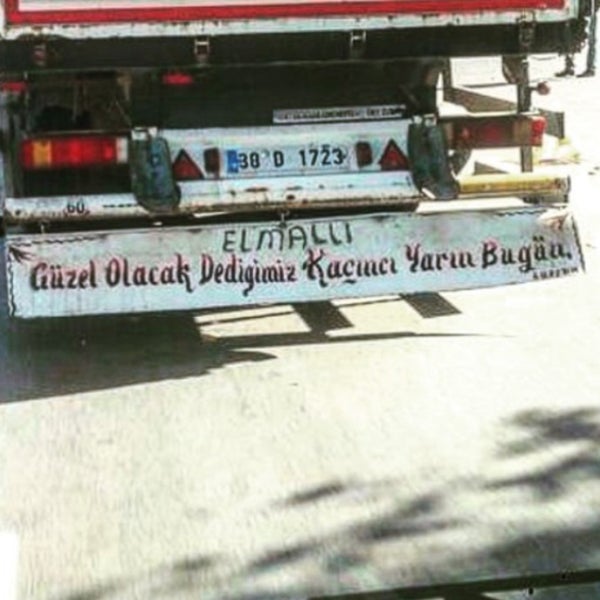 38 D 1723
60
ELMALLI
Güzel Olacak Dediğimiz Kaçıncı Yarın Bugün.